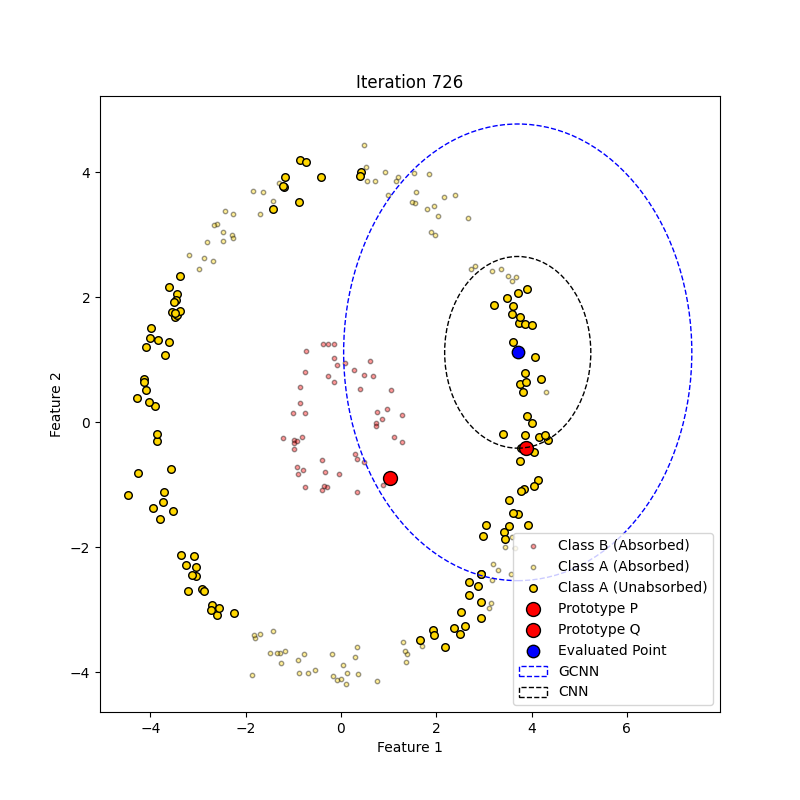 Iteration 726
4
2
0
−2
−4
Feature 2
Class B (Absorbed)
Class A (Absorbed)
Class A (Unabsorbed)
Prototype P
Prototype Q
Evaluated Point
GCNN
CNN
−4
−2
0
2
4
6
Feature 1